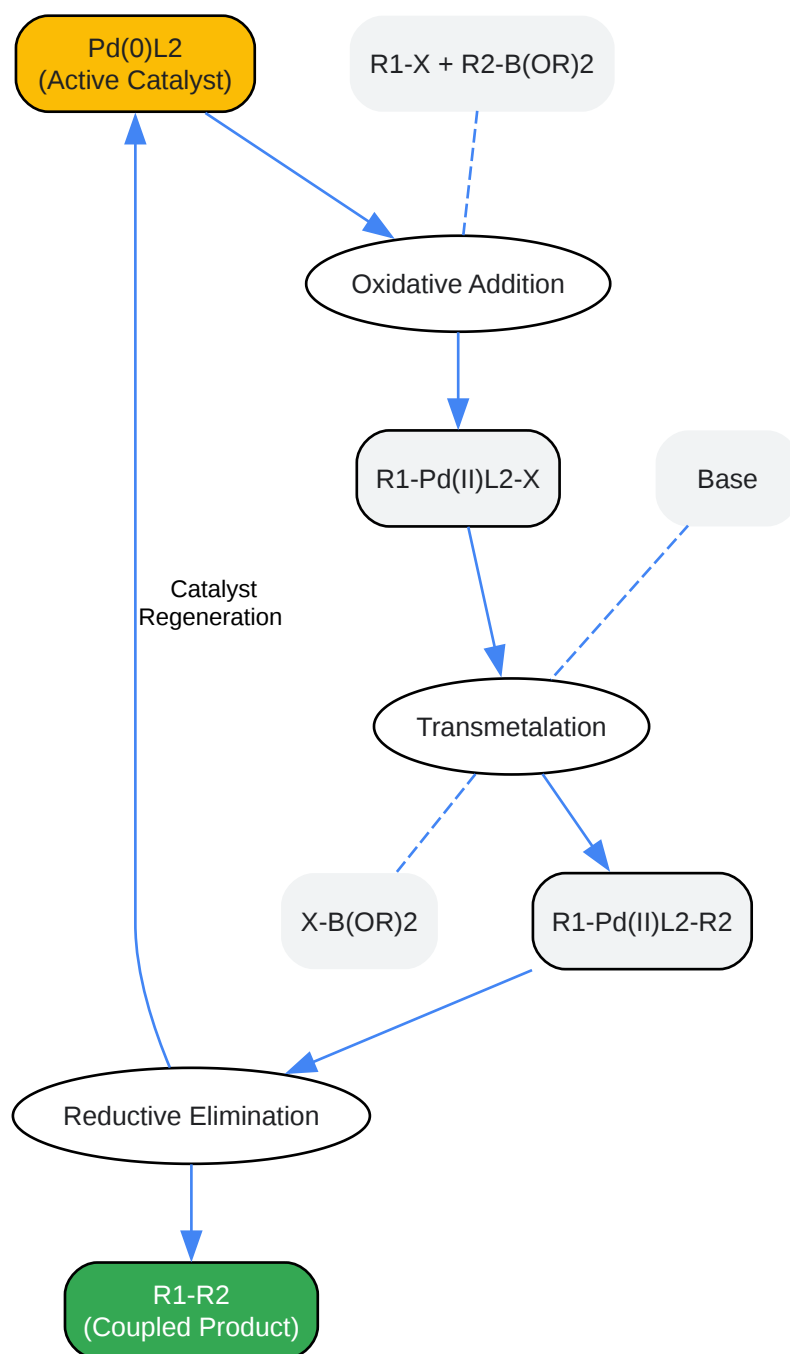 Pd(0)L2
(Active Catalyst)
R1-X + R2-B(OR)2
Oxidative Addition
R1-Pd(II)L2-X
Base
Catalyst
Regeneration
Transmetalation
X-B(OR)2
R1-Pd(II)L2-R2
Reductive Elimination
R1-R2
(Coupled Product)